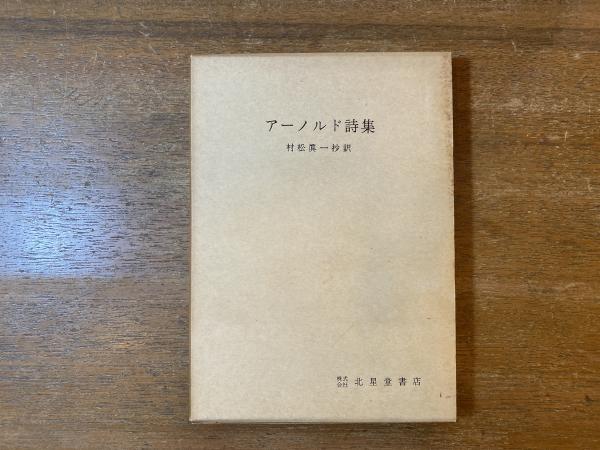 アーノルド詩集
村松眞一抄訳
株式会社 北星堂書店